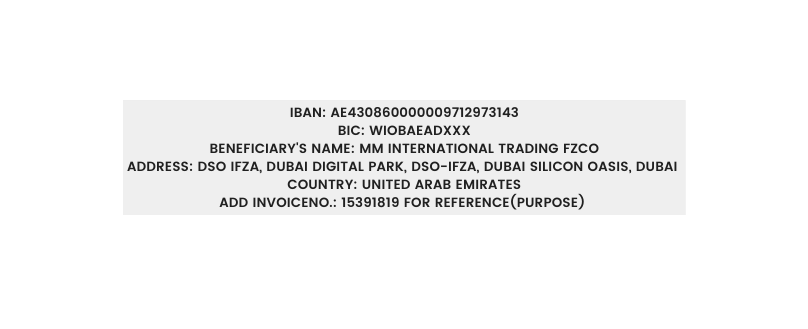 IBAN: AE430860000009712973143
BIC: WIOBAEADXXX
BENEFICIARY'S NAME: MM INTERNATIONAL TRADING FZCO
ADDRESS: DSO IFZA, DUBAI DIGITAL PARK, DSO-IFZA, DUBAI SILICON OASIS, DUBAI
COUNTRY: UNITED ARAB EMIRATES
ADD INVOICENO.: 15391819 FOR REFERENCE(PURPOSE)